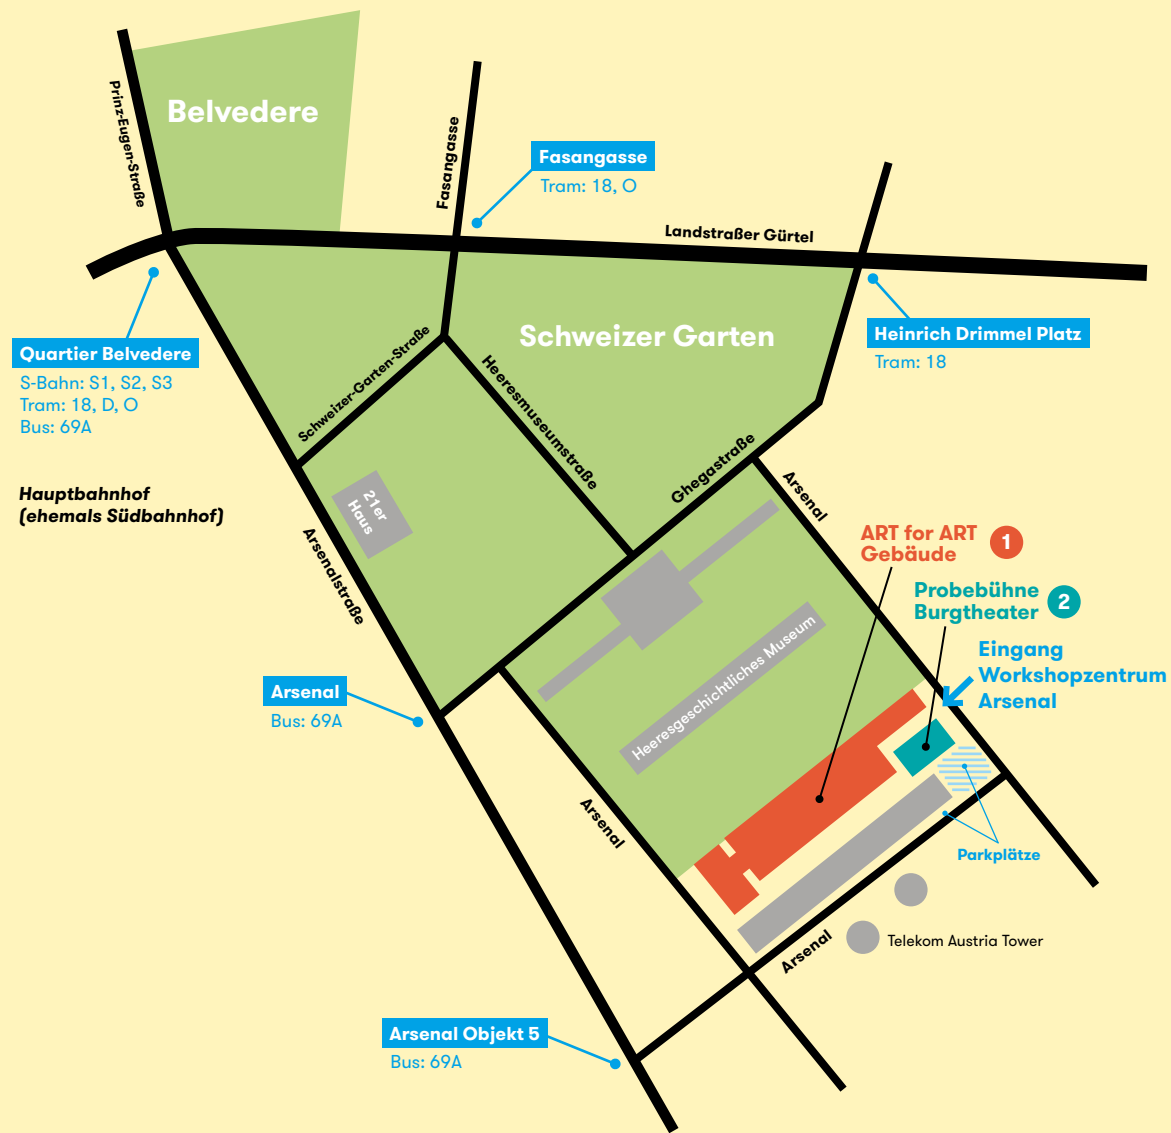 Belvedere
Prinz-Eugen-Straße
Fasangasse
Fasangasse
Tram: 18, O
Landstraßer Gürtel
Schweizer Garten
Heinrich Drimmel Platz
Tram: 18
Quartier Belvedere
S-Bahn: S1, S2, S3
Tram: 18, D, O
Bus: 69A
Schweizer-Garten-Straße
Heeresmuseumstraße
Ghegastraße
Hauptbahnhof
(ehemals Südbahnhof)
21er
Haus
Arsenalstraße
Arsenal
ART for ART
Gebäude
1
Probebühne
Burgtheater
2
Eingang
Workshopzentrum
Arsenal
Heeresgeschichtliches Museum
Arsenal
Bus: 69A
Arsenal
Parkplätze
Telekom Austria Tower
Arsenal
Arsenal Objekt 5
Bus: 69A